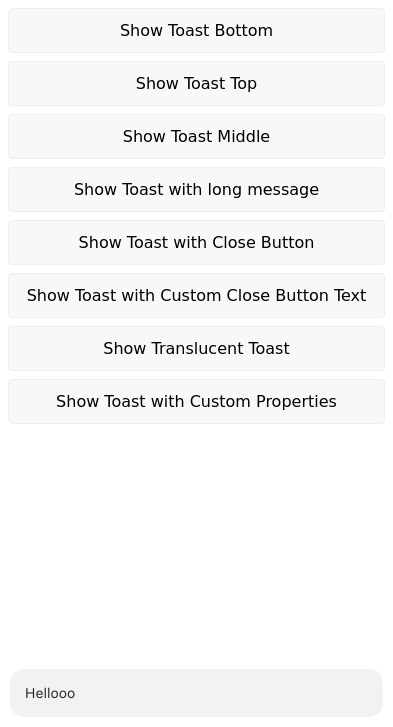 Show Toast Bottom
Show Toast Top
Show Toast Middle
Show Toast with long message
Show Toast with Close Button
Show Toast with Custom Close Button Text
Show Translucent Toast
Show Toast with Custom Properties
Hellooo